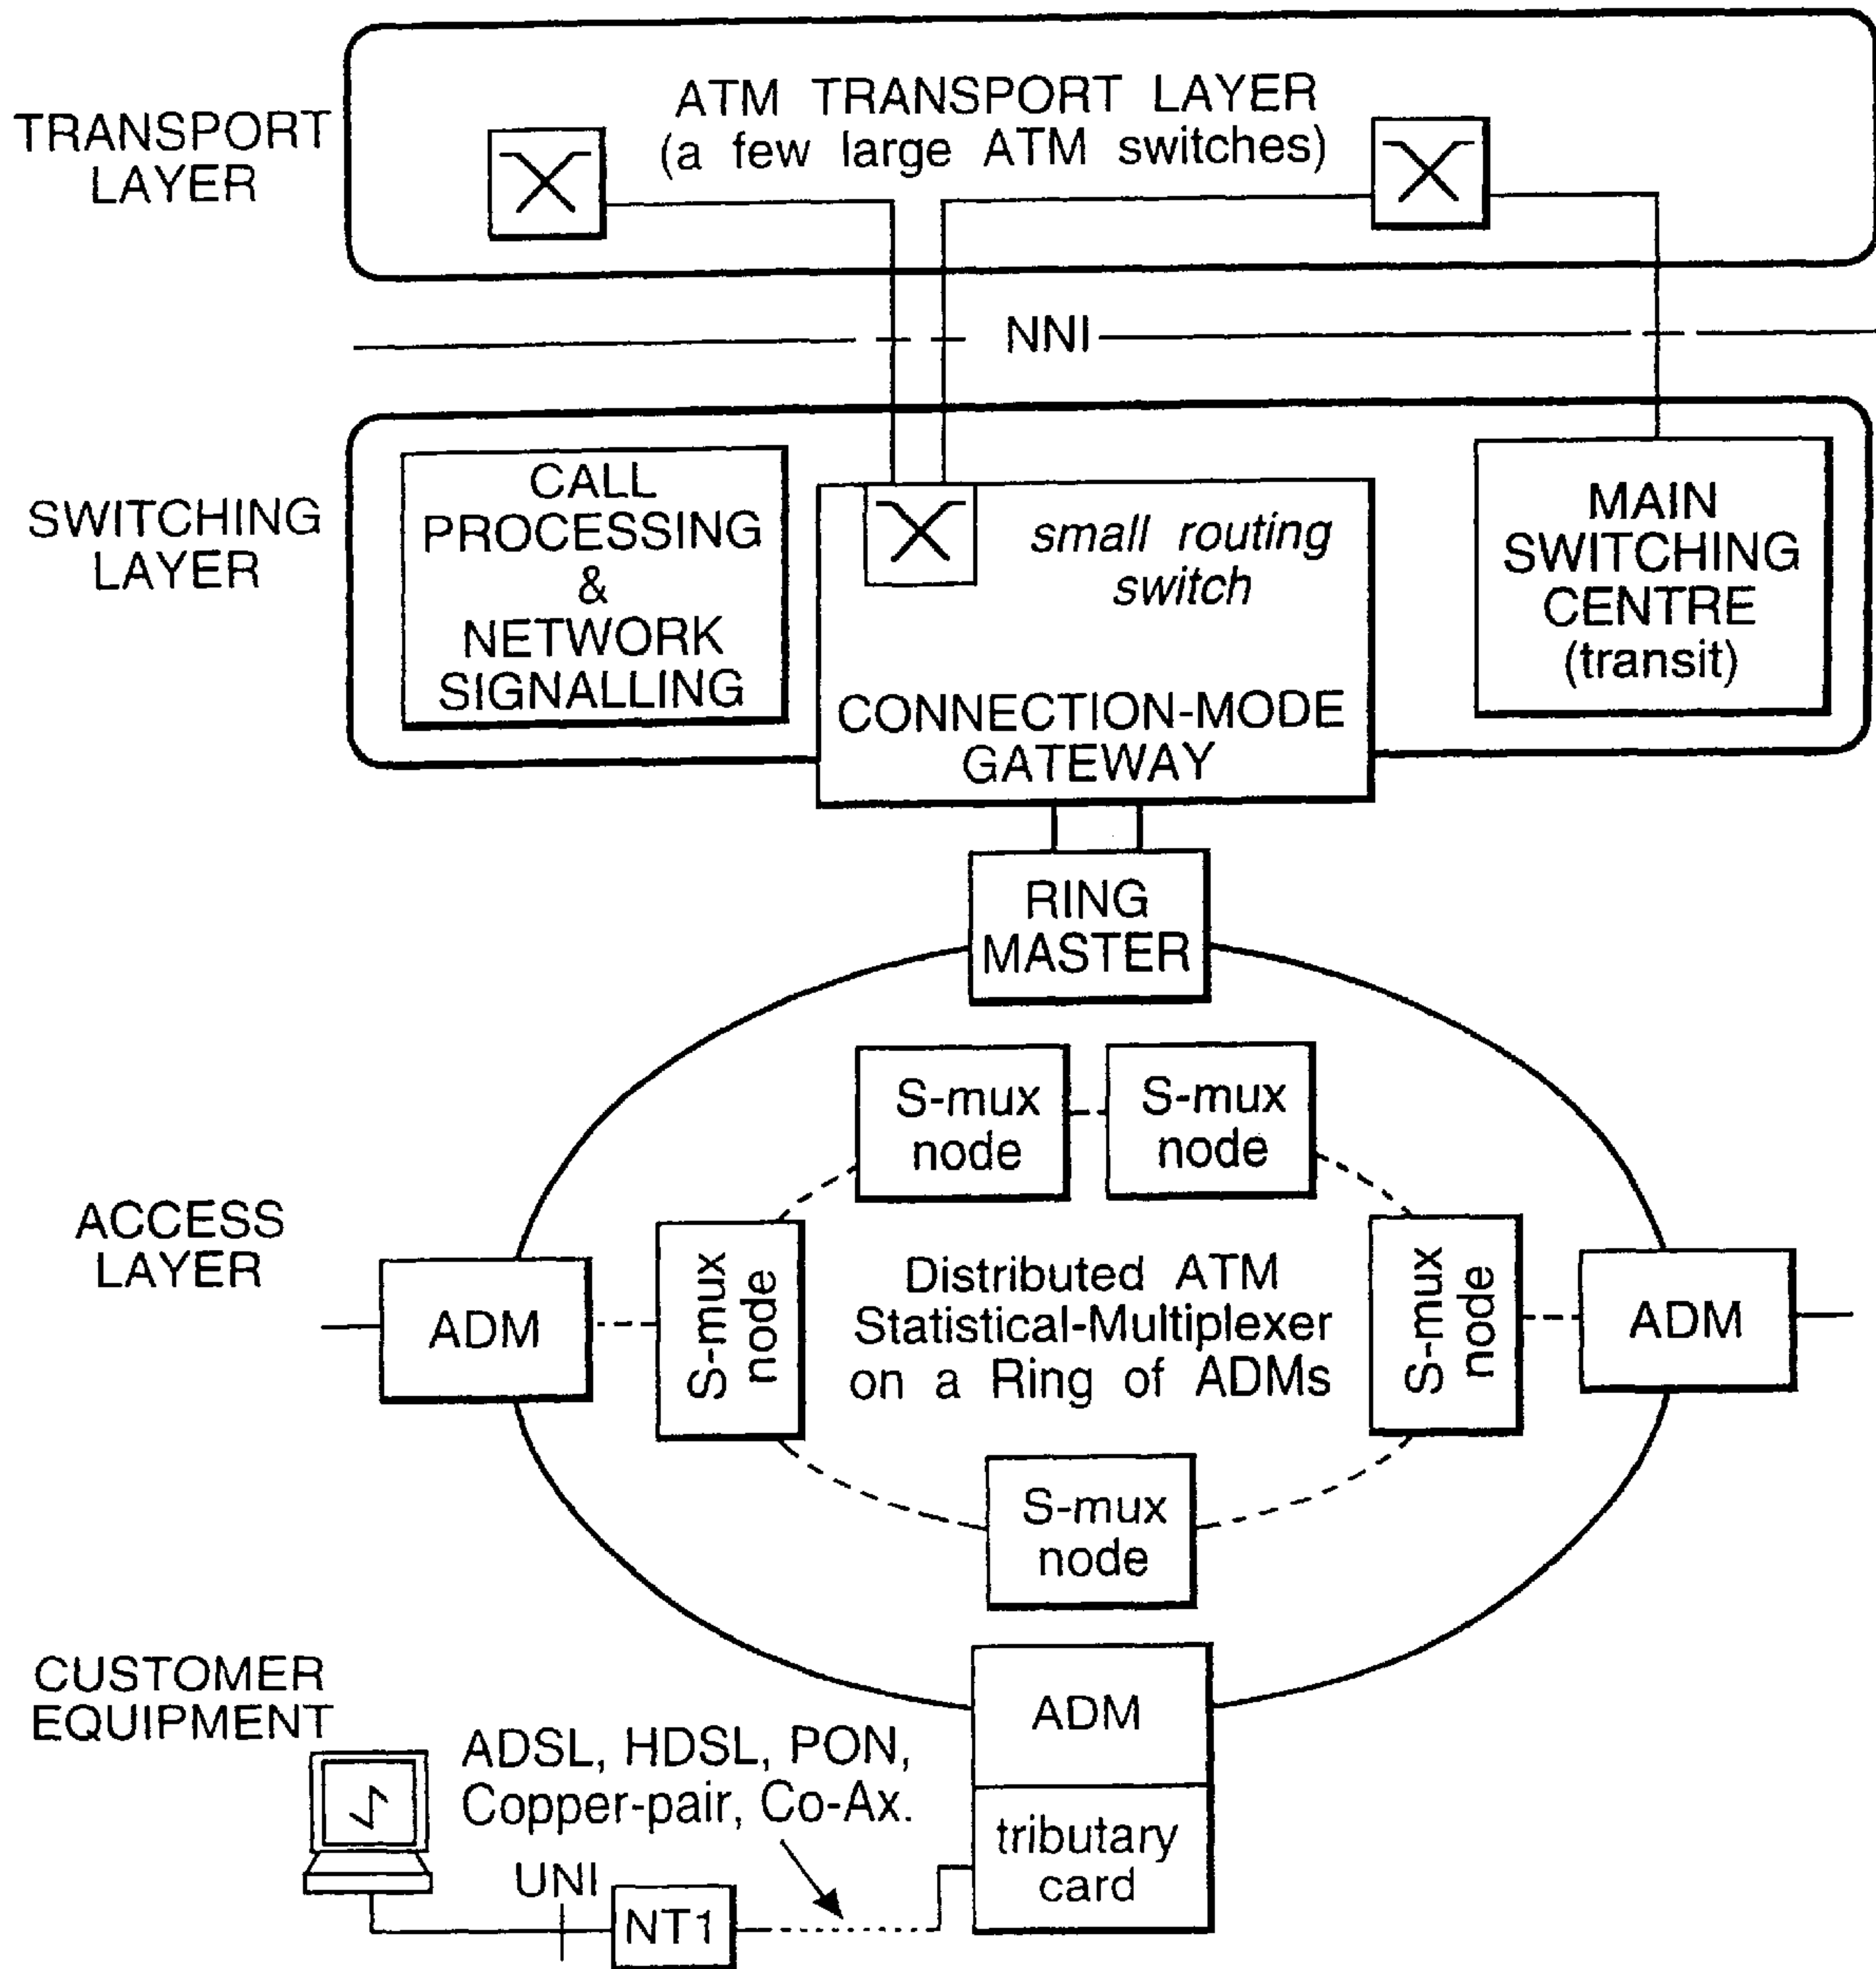 TRANSPORT
LAYER
ATM TRANSPORT LAYER
(a few large ATM switches)
NNI
SWITCHING
LAYER
CALL
PROCESSING
&
NETWORK
SIGNALLING
small routing
switch
CONNECTION-MODE
GATEWAY
MAIN
SWITCHING
CENTRE
(transit)
RING
MASTER
S-mux
node
S-mux
node
ACCESS
LAYER
ADM
S-mux
node
Distributed ATM
Statistical-Multiplexer
on a Ring of ADMs
S-mux
node
ADM
S-mux
node
CUSTOMER
EQUIPMENT
ADSL, HDSL, PON,
Copper-pair, Co-Ax.
ADM
tributary
card
UNI
NT1